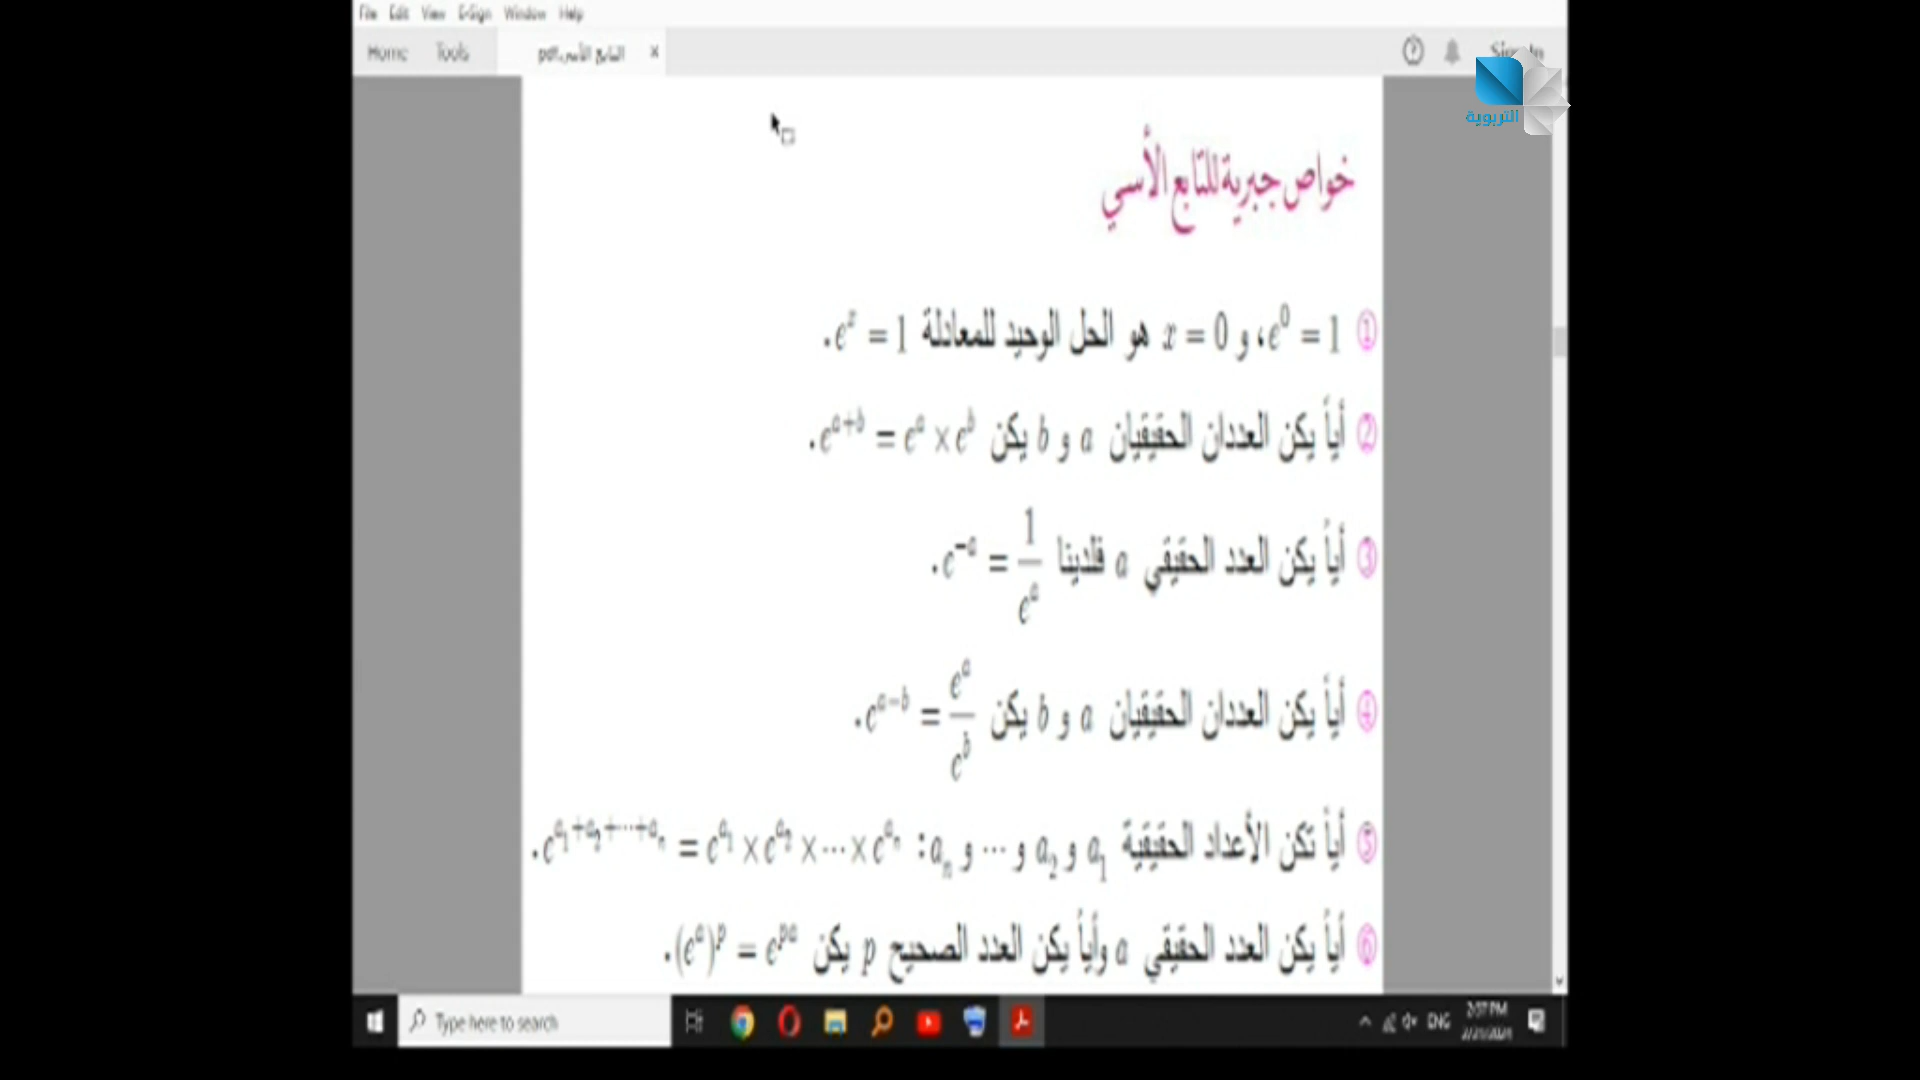 File Edit View E-Sign Window Help
Home Tools التابع الأسي.pdf x
التربوية
خواص جبرية للتابع الأسي
① e^0 = 1، و x = 0 هو الحل الوحيد للمعادلة e^x = 1.
② أياً يكن العددان الحقيقيان a و b يكن e^{a+b} = e^a × e^b.
③ أياً يكن العدد الحقيقي a فلدينا e^{-a} = 1/e^a.
④ أياً يكن العددان الحقيقيان a و b يكن e^{a-b} = e^a/e^b.
⑤ أياً تكن الأعداد الحقيقية a_1 و a_2 و ⋯ و a_n : e^{a_1+a_2+⋯+a_n} = e^{a_1} × e^{a_2} × ⋯ × e^{a_n}.
⑥ أياً يكن العدد الحقيقي a وأياً يكن العدد الصحيح p يكن (e^a)^p = e^{pa}.
Type here to search
ENG
2:37 PM